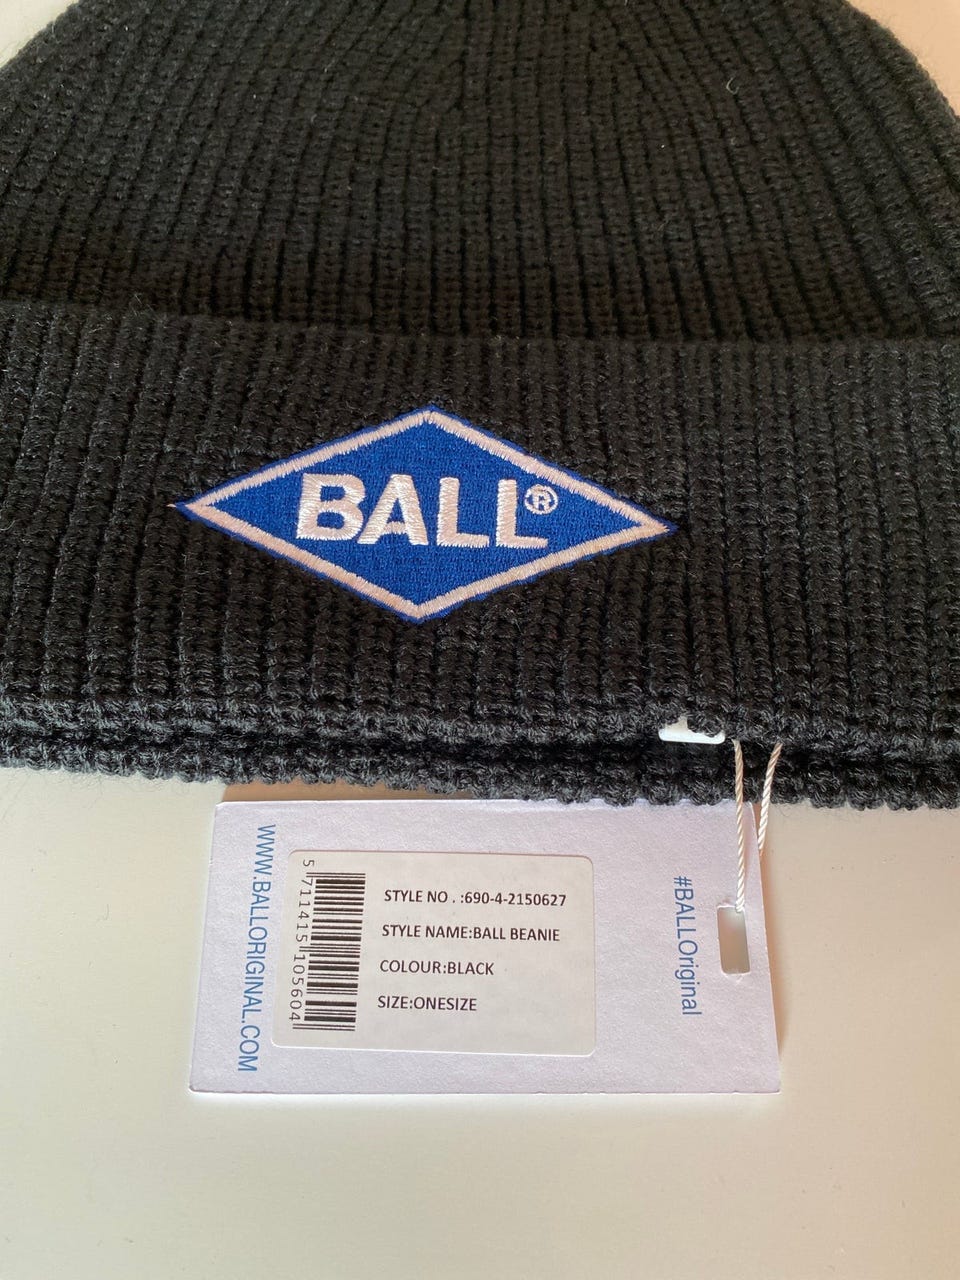 BALL®
WWW.BALLORIGINAL.COM
5 711415 105604
STYLE NO . :690-4-2150627
STYLE NAME:BALL BEANIE
COLOUR:BLACK
SIZE:ONESIZE
#BALLOriginal